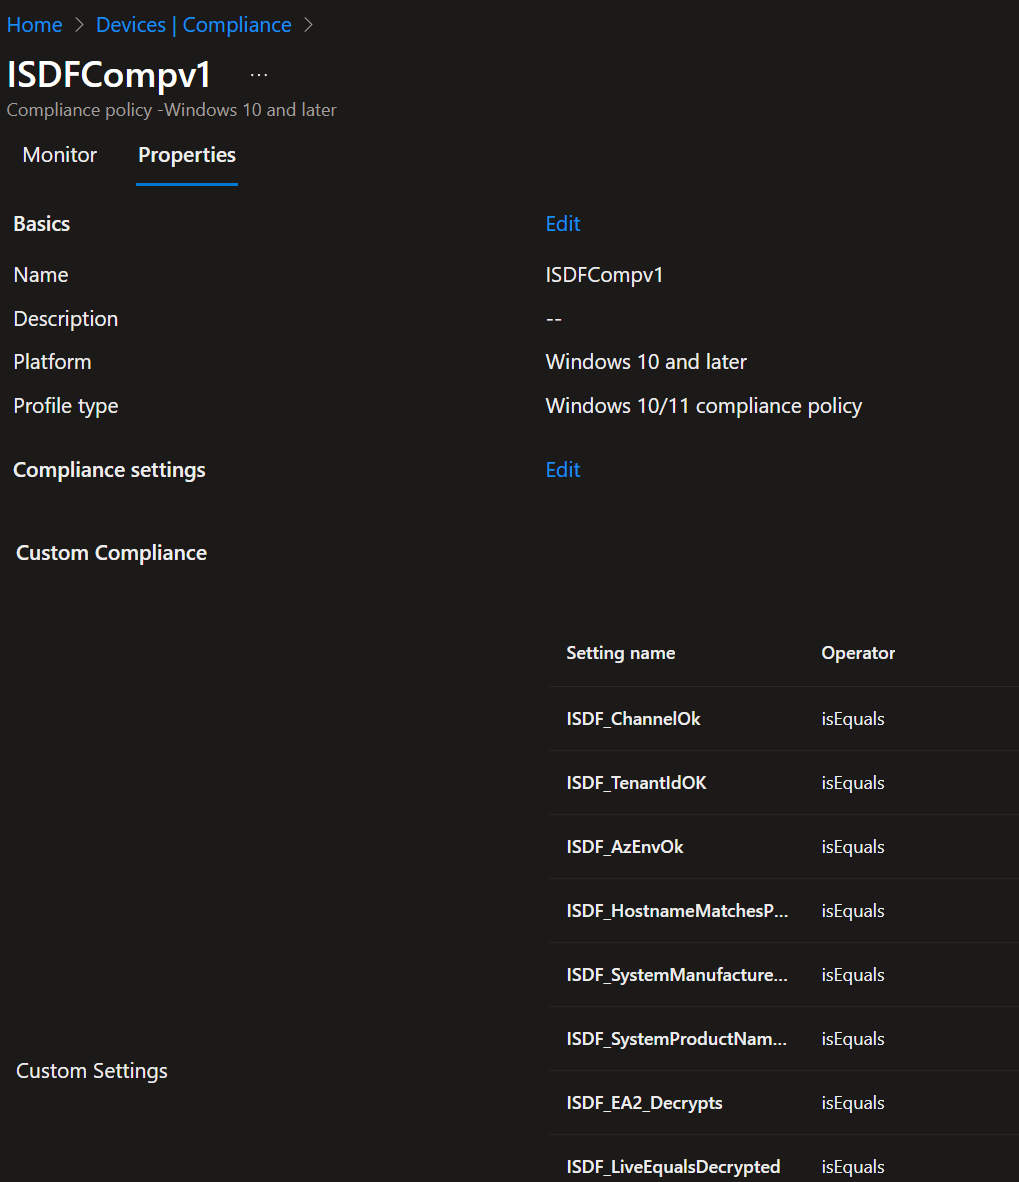 Home > Devices | Compliance >
ISDFCompv1 ...
Compliance policy -Windows 10 and later
Monitor Properties
Basics Edit
Name ISDFCompv1
Description --
Platform Windows 10 and later
Profile type Windows 10/11 compliance policy
Compliance settings Edit
Custom Compliance
Setting name Operator
ISDF_ChannelOk isEquals
ISDF_TenantIdOK isEquals
ISDF_AzEnvOk isEquals
ISDF_HostnameMatchesP... isEquals
ISDF_SystemManufacture... isEquals
ISDF_SystemProductNam... isEquals
Custom Settings
ISDF_EA2_Decrypts isEquals
ISDF_LiveEqualsDecrypted isEquals